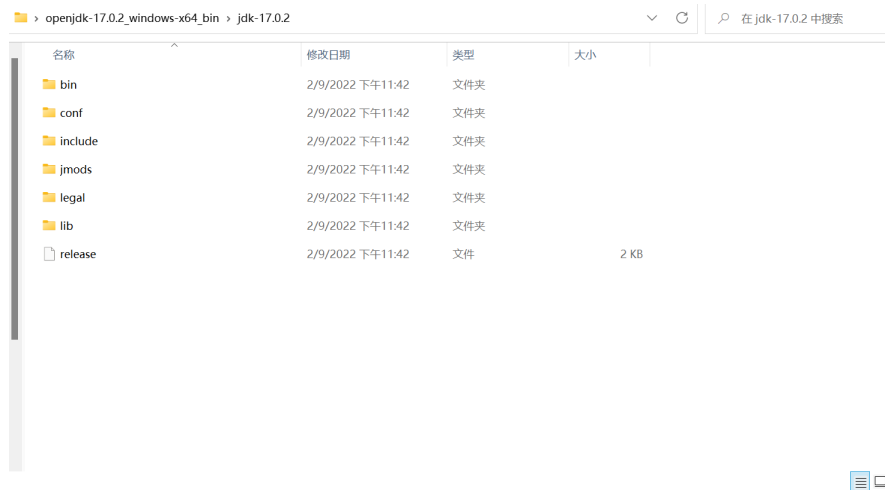 openjdk-17.0.2_windows-x64_bin › jdk-17.0.2 在 jdk-17.0.2 中搜索
名称 修改日期 类型 大小
bin 2/9/2022 下午11:42 文件夹
conf 2/9/2022 下午11:42 文件夹
include 2/9/2022 下午11:42 文件夹
jmods 2/9/2022 下午11:42 文件夹
legal 2/9/2022 下午11:42 文件夹
lib 2/9/2022 下午11:42 文件夹
release 2/9/2022 下午11:42 文件 2 KB